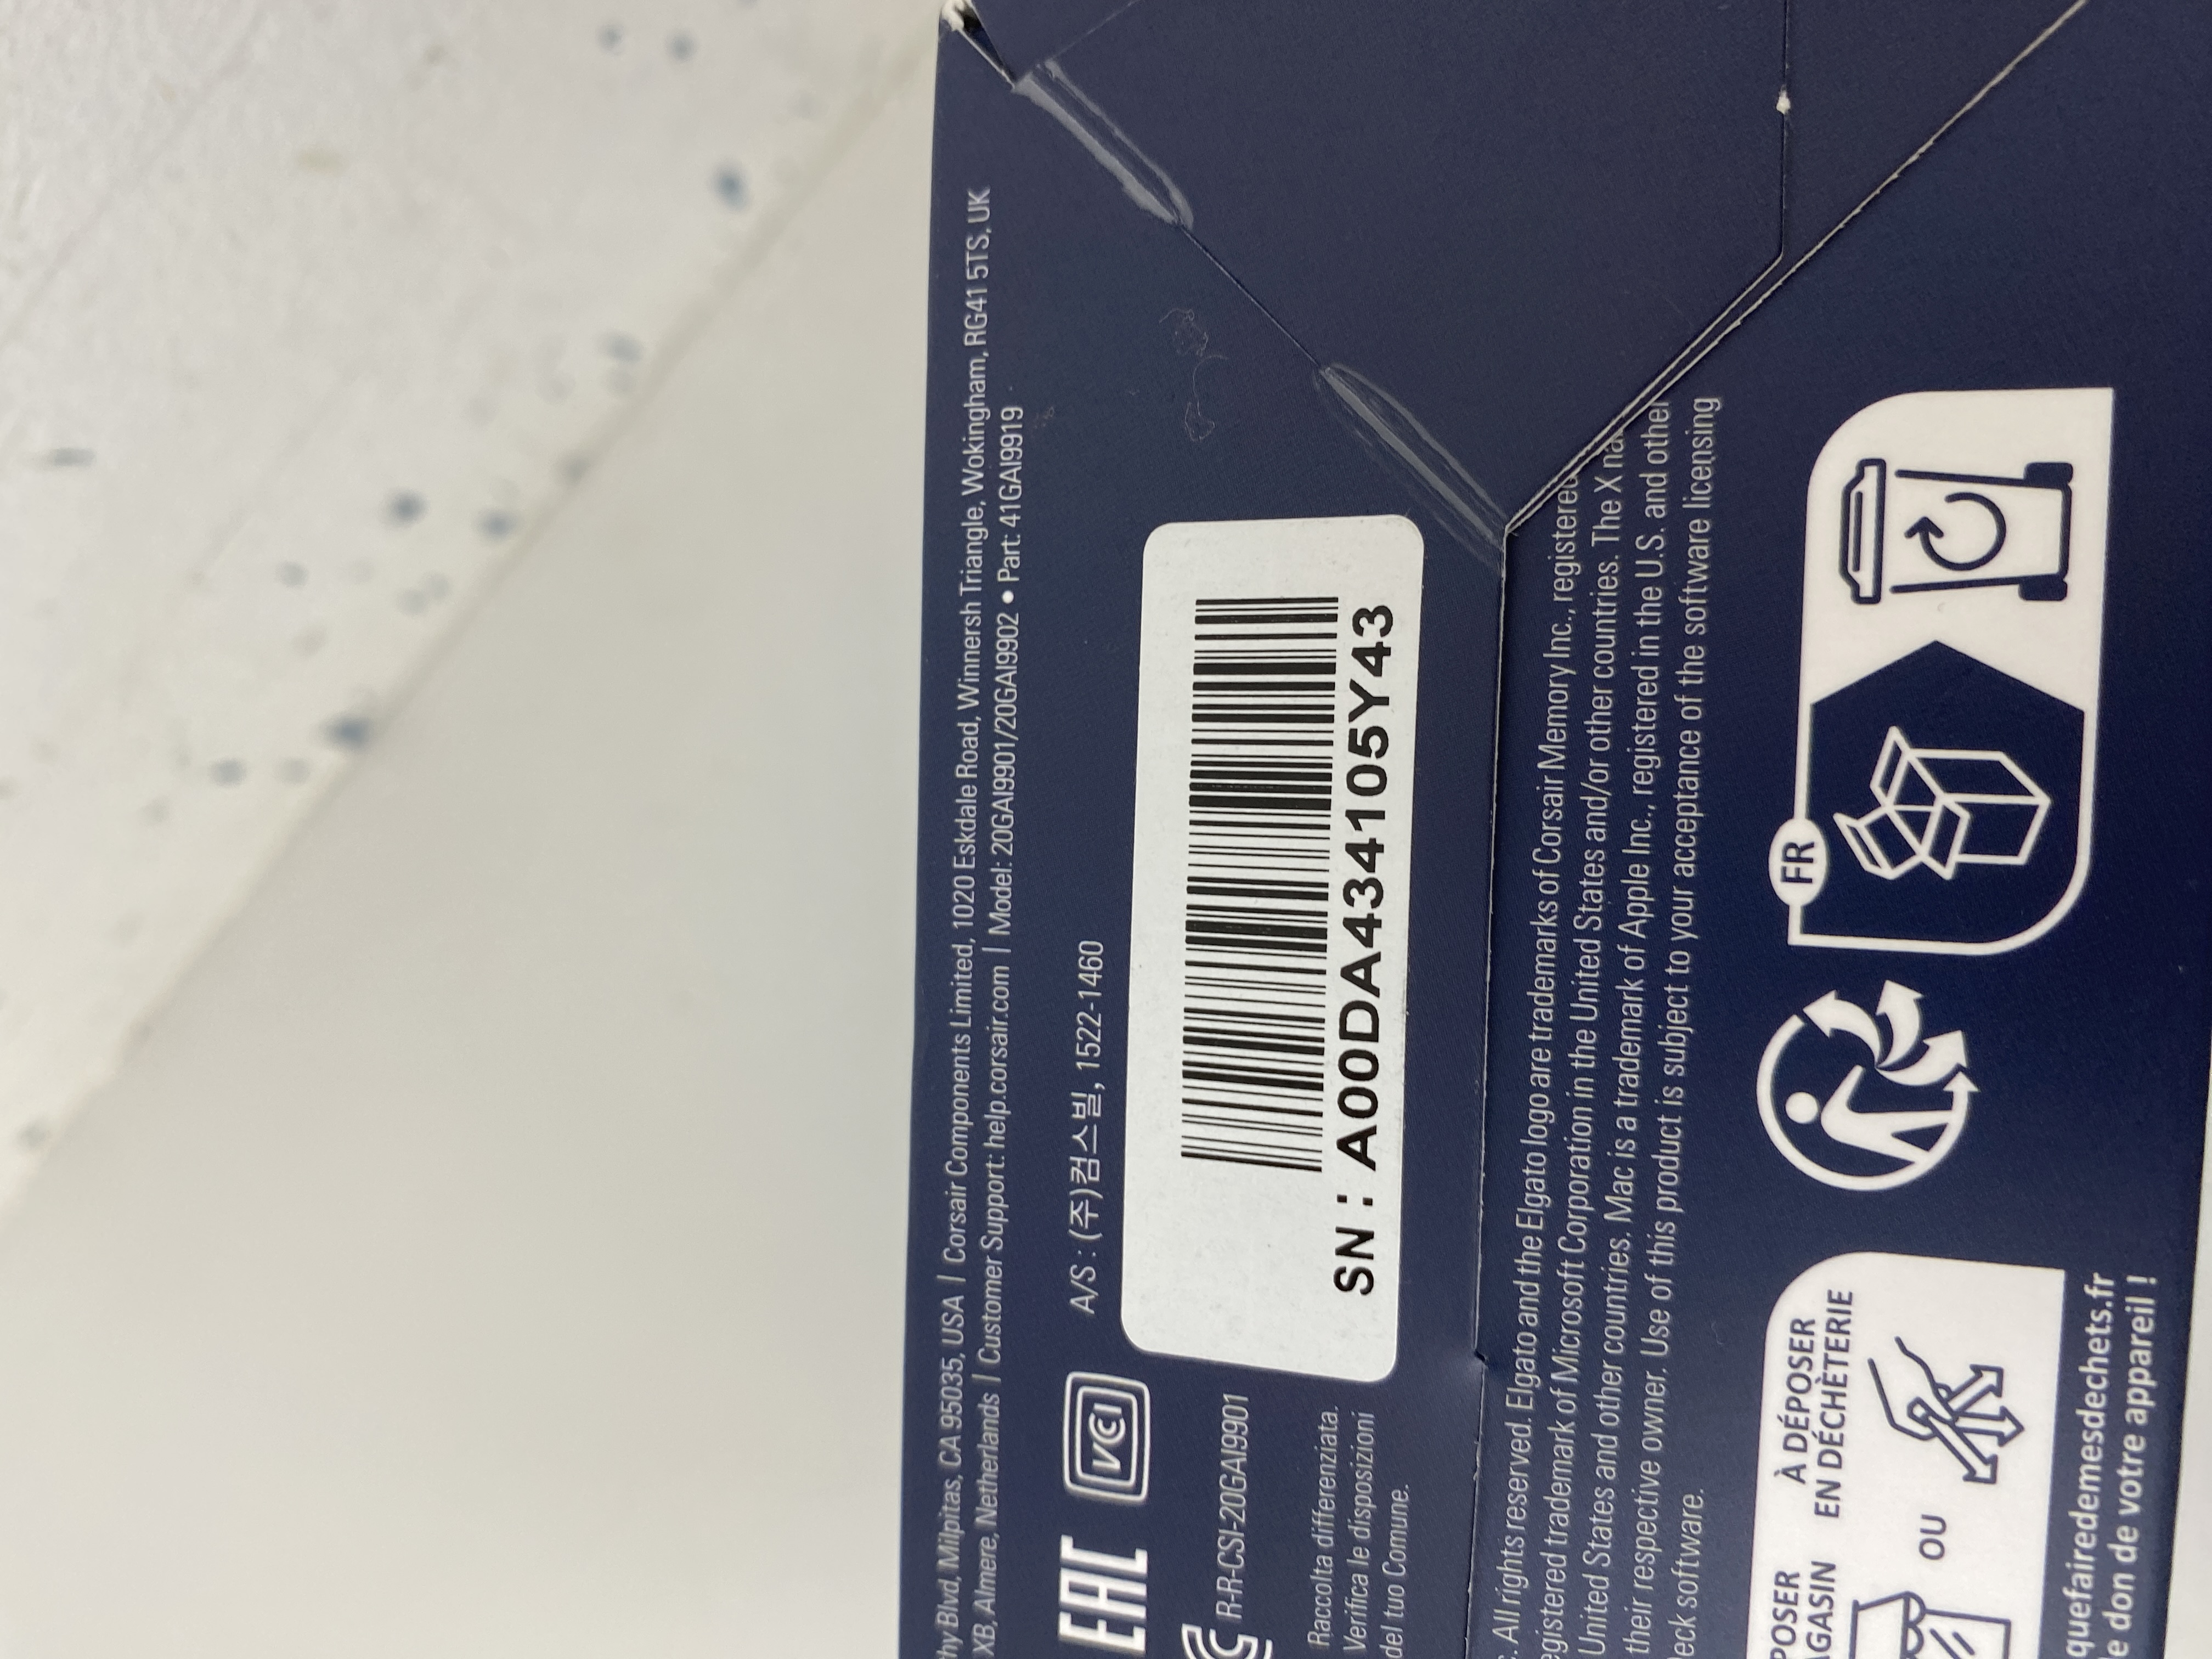 thy Blvd, Milpitas, CA 95035, USA | Corsair Components Limited, 1020 Eskdale Road, Winnersh Triangle, Wokingham, RG41 5TS, UK
XB, Almere, Netherlands | Customer Support: help.corsair.com | Model: 20GAI9901/20GAI9902 • Part: 41GAI9919
EAC
VCCI
A/S : (주)컴스빌, 1522-1460
R-R-CSI-20GAI9901
Raccolta differenziata.
Verifica le disposizioni
del tuo Comune.
SN : A00DA434105Y43
. All rights reserved. Elgato and the Elgato logo are trademarks of Corsair Memory Inc., registered
egistered trademark of Microsoft Corporation in the United States and/or other countries. The X na
United States and other countries. Mac is a trademark of Apple Inc., registered in the U.S. and other
their respective owner. Use of this product is subject to your acceptance of the software licensing
eck software.
POSER
AGASIN
OU
À DÉPOSER
EN DÉCHÈTERIE
FR
quefairedemesdechets.fr
le don de votre appareil !